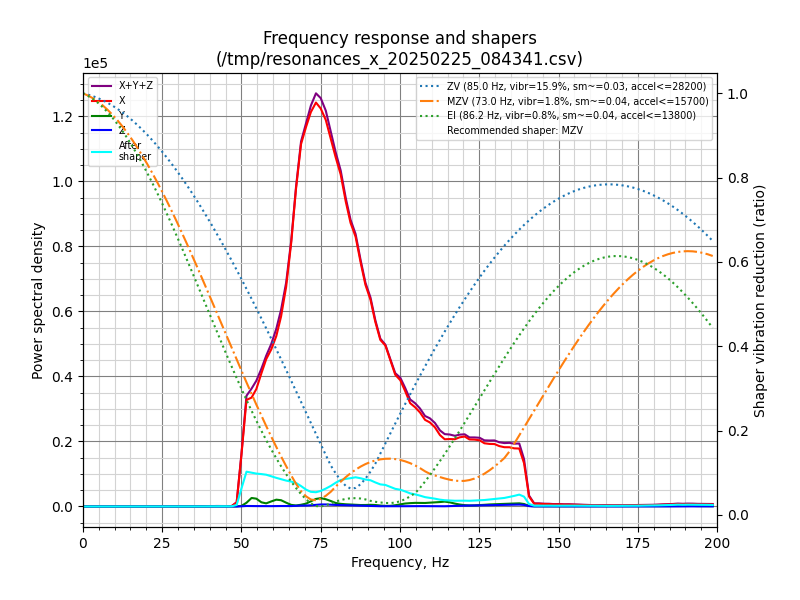 Frequency response and shapers
(/tmp/resonances_x_20250225_084341.csv)
1e5
X+Y+Z
X
Y
Z
After
shaper
ZV (85.0 Hz, vibr=15.9%, sm~=0.03, accel<=28200)
MZV (73.0 Hz, vibr=1.8%, sm~=0.04, accel<=15700)
EI (86.2 Hz, vibr=0.8%, sm~=0.04, accel<=13800)
Recommended shaper: MZV
Power spectral density
1.2
1.0
0.8
0.6
0.4
0.2
0.0
1.0
0.8
0.6
0.4
0.2
0.0
Shaper vibration reduction (ratio)
0 25 50 75 100 125 150 175 200
Frequency, Hz